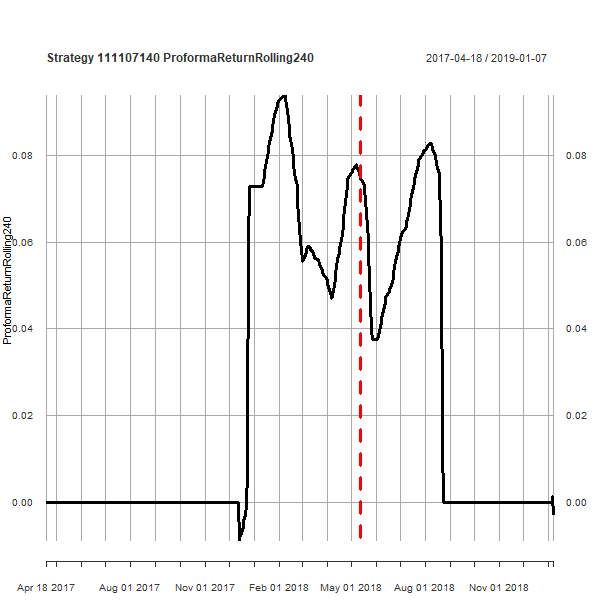 Strategy 111107140 ProformaReturnRolling240 2017-04-18 / 2019-01-07
ProformaReturnRolling240
0.08 0.08
0.06 0.06
0.04 0.04
0.02 0.02
0.00 0.00
Apr 18 2017 Aug 01 2017 Nov 01 2017 Feb 01 2018 May 01 2018 Aug 01 2018 Nov 01 2018